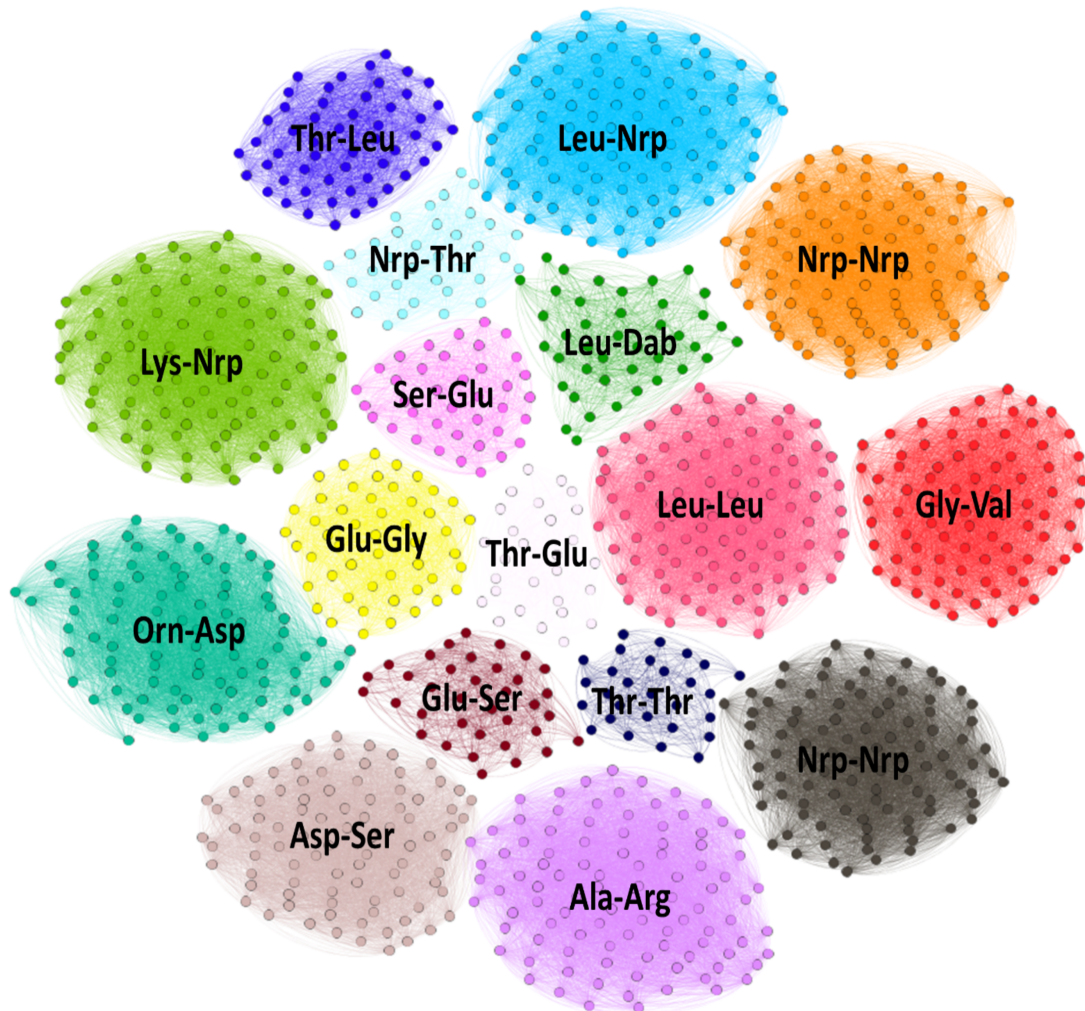 Thr-Leu
Leu-Nrp
Nrp-Thr
Nrp-Nrp
Leu-Dab
Lys-Nrp
Ser-Glu
Leu-Leu
Gly-Val
Glu-Gly
Thr-Glu
Orn-Asp
Glu-Ser
Thr-Thr
Nrp-Nrp
Asp-Ser
Ala-Arg